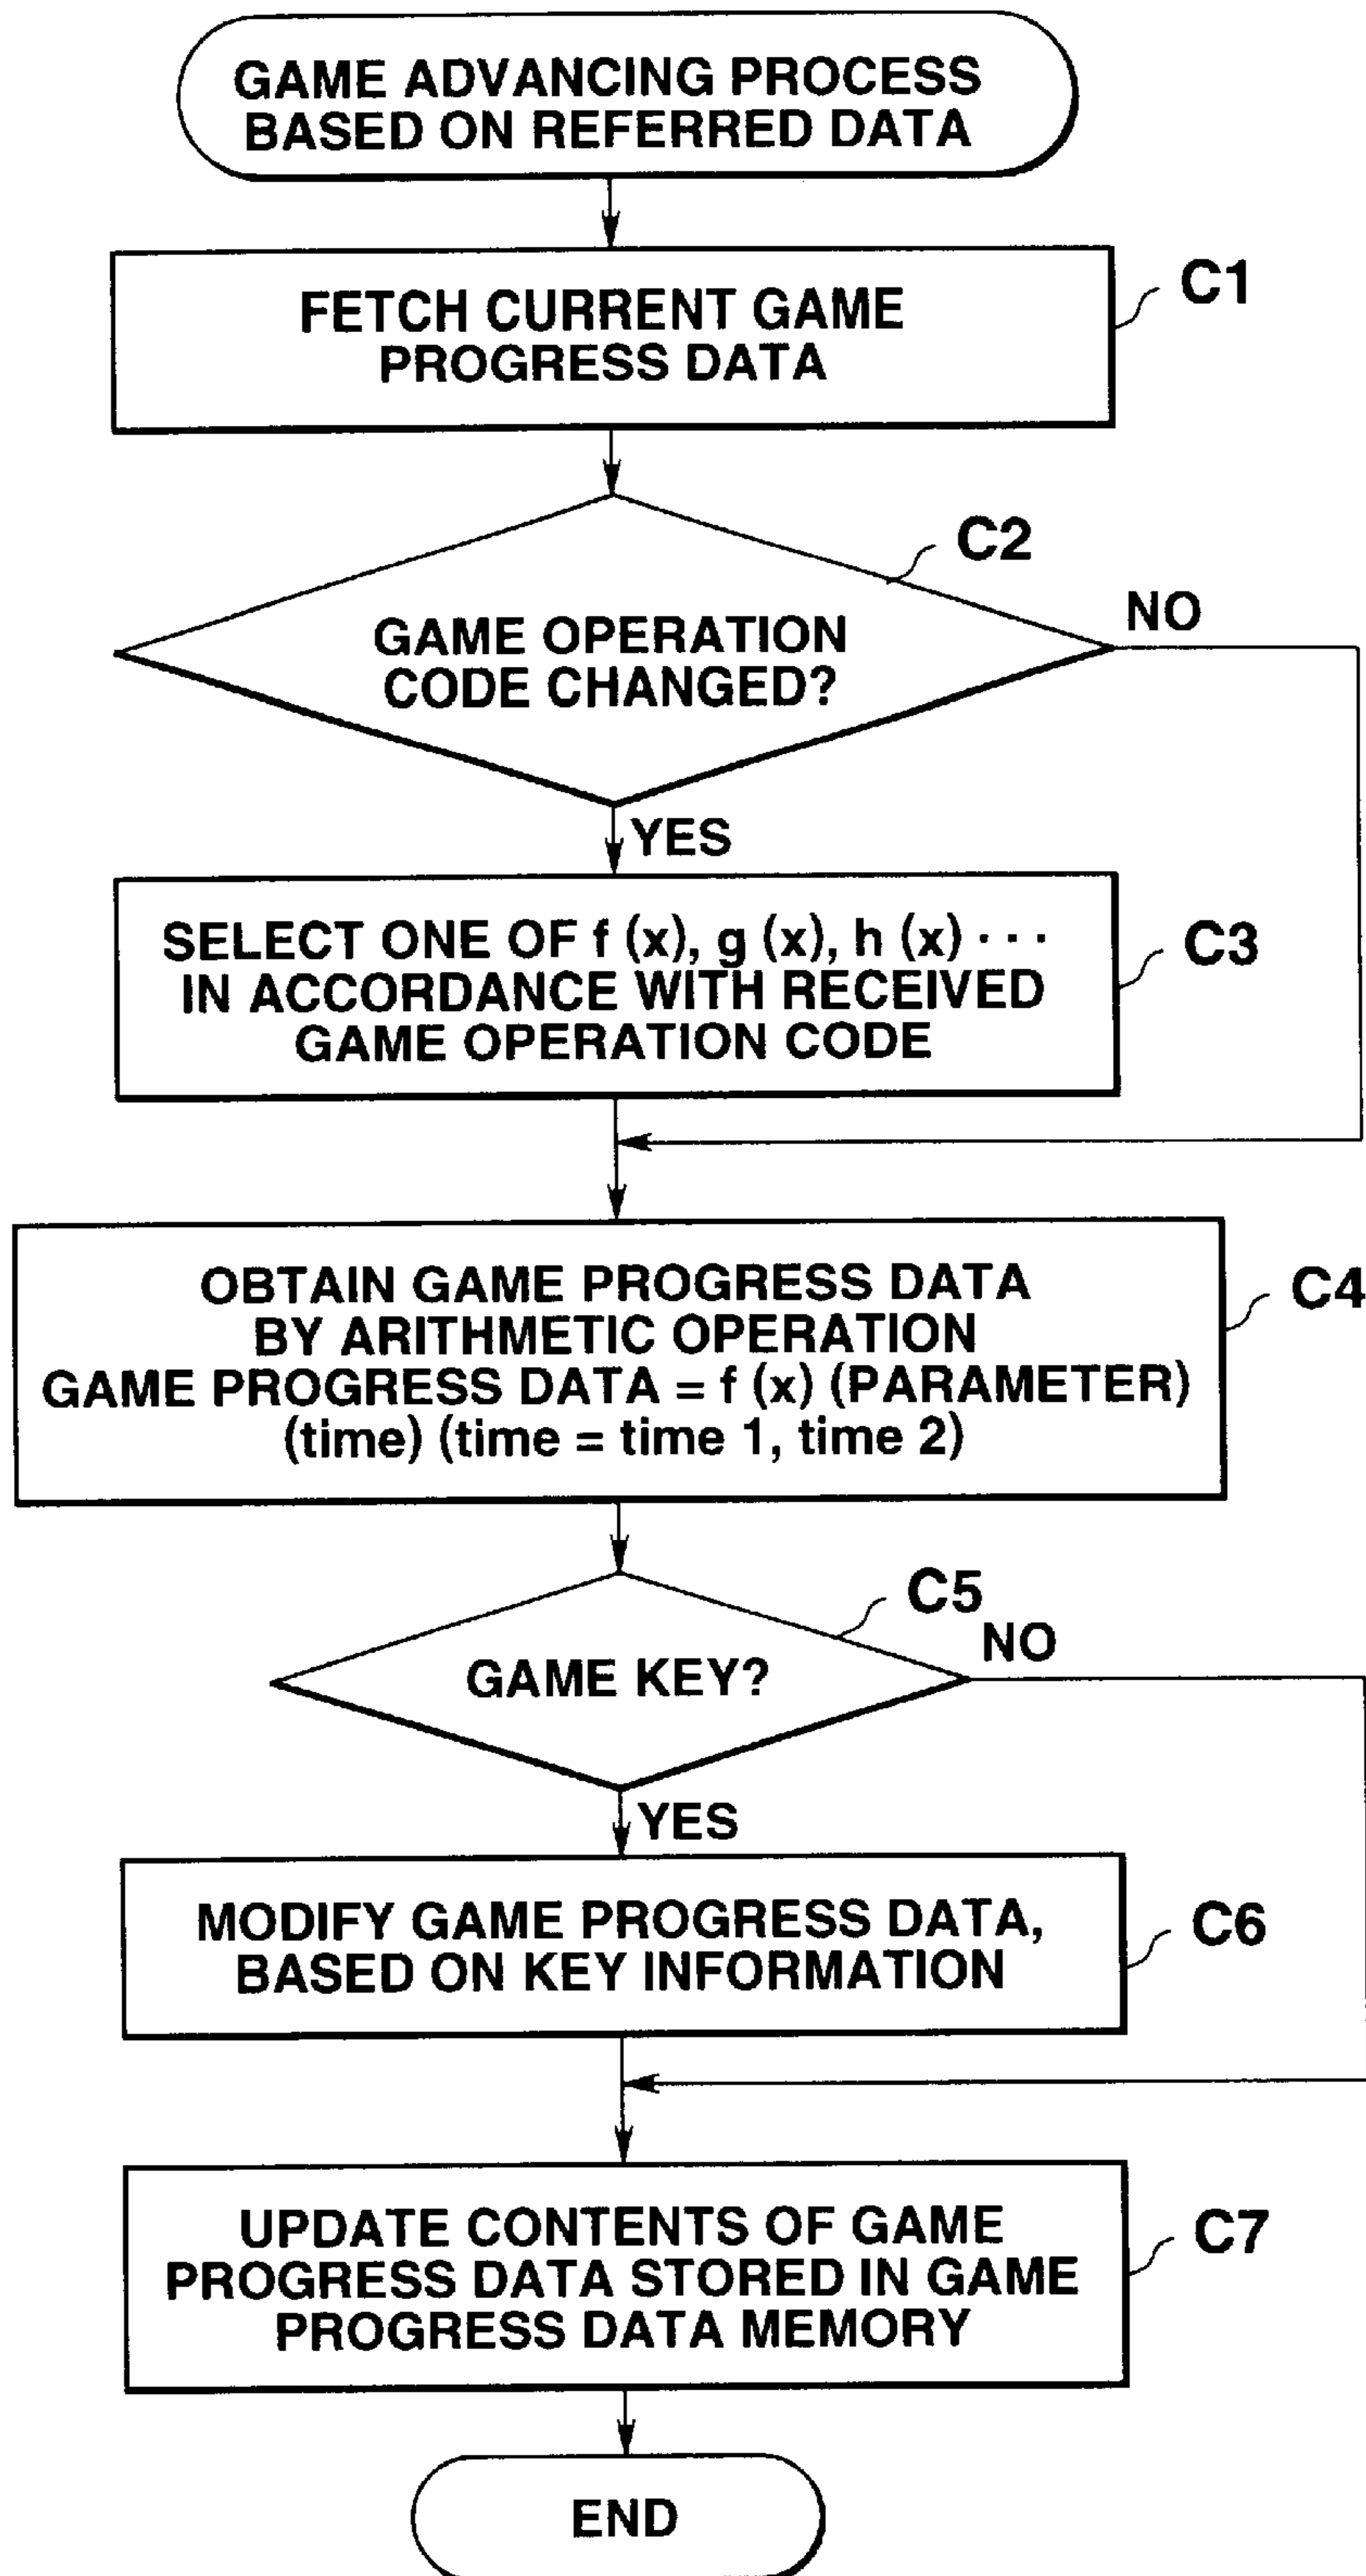 GAME ADVANCING PROCESS
BASED ON REFERRED DATA
FETCH CURRENT GAME
PROGRESS DATA
C1
C2
GAME OPERATION
CODE CHANGED?
NO
YES
SELECT ONE OF f (x), g (x), h (x) · · ·
IN ACCORDANCE WITH RECEIVED
GAME OPERATION CODE
C3
OBTAIN GAME PROGRESS DATA
BY ARITHMETIC OPERATION
GAME PROGRESS DATA = f (x) (PARAMETER)
(time) (time = time 1, time 2)
C4
C5
GAME KEY?
NO
YES
MODIFY GAME PROGRESS DATA,
BASED ON KEY INFORMATION
C6
UPDATE CONTENTS OF GAME
PROGRESS DATA STORED IN GAME
PROGRESS DATA MEMORY
C7
END